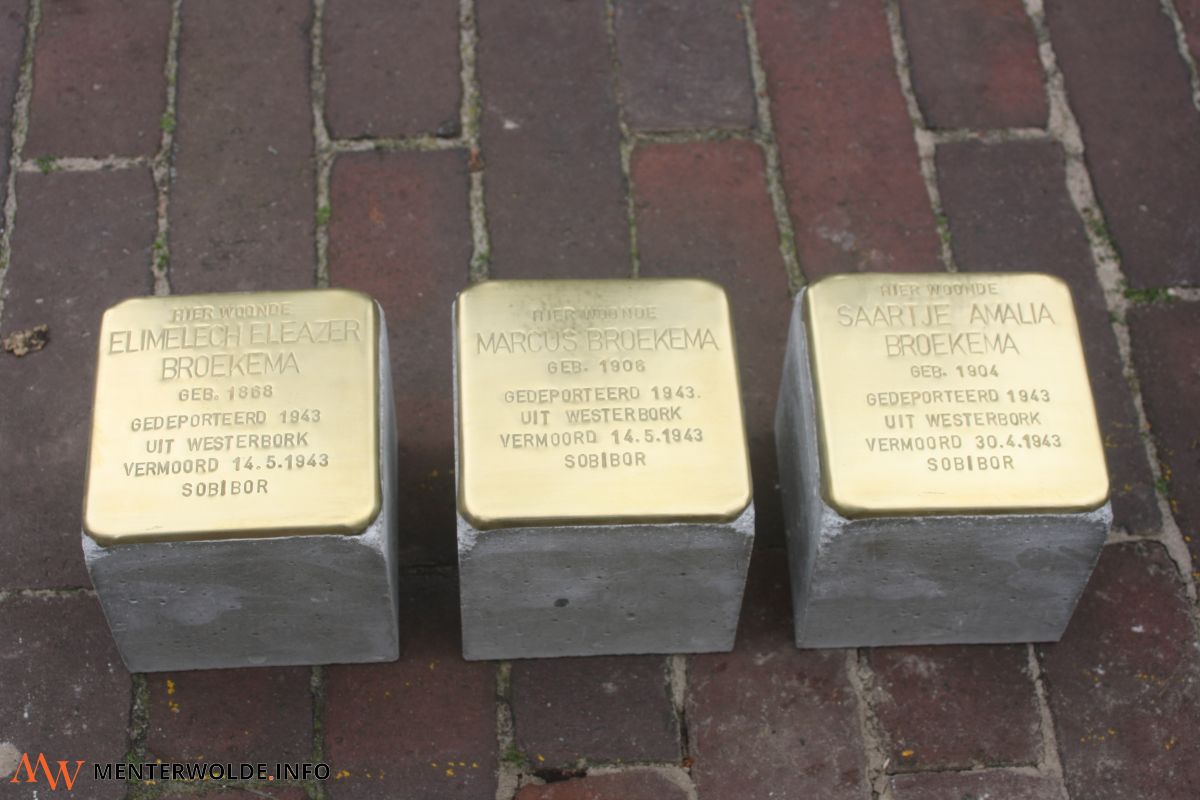 HIER WOONDE
ELIMELECH ELEAZER
BROEKEMA
GEB. 1868
GEDEPORTEERD 1943
UIT WESTERBORK
VERMOORD 14.5.1943
SOBIBOR
HIER WOONDE
MARCUS BROEKEMA
GEB. 1906
GEDEPORTEERD 1943.
UIT WESTERBORK
VERMOORD 14.5.1943
SOBIBOR
HIER WOONDE
SAARTJE AMALIA
BROEKEMA
GEB. 1904
GEDEPORTEERD 1943
UIT WESTERBORK
VERMOORD 30.4.1943
SOBIBOR
MW MENTERWOLDE.INFO